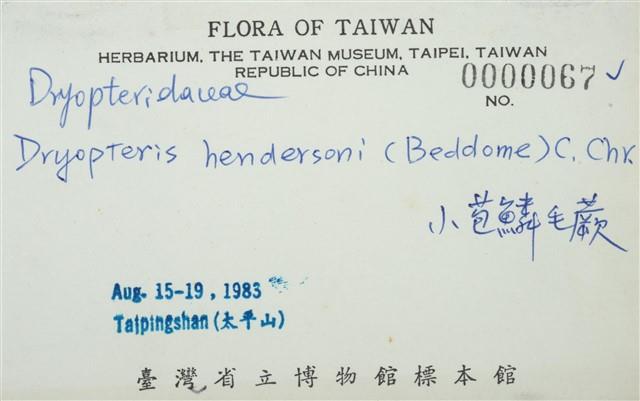 FLORA OF TAIWAN
HERBARIUM, THE TAIWAN MUSEUM, TAIPEI, TAIWAN
REPUBLIC OF CHINA
0000067 ✓
NO.
Dryopteridaceae
Dryopteris hendersoni (Beddome) C. Chr.
小苞鱗毛蕨
Aug. 15-19, 1983
Taipingshan (太平山)
臺灣省立博物館標本館